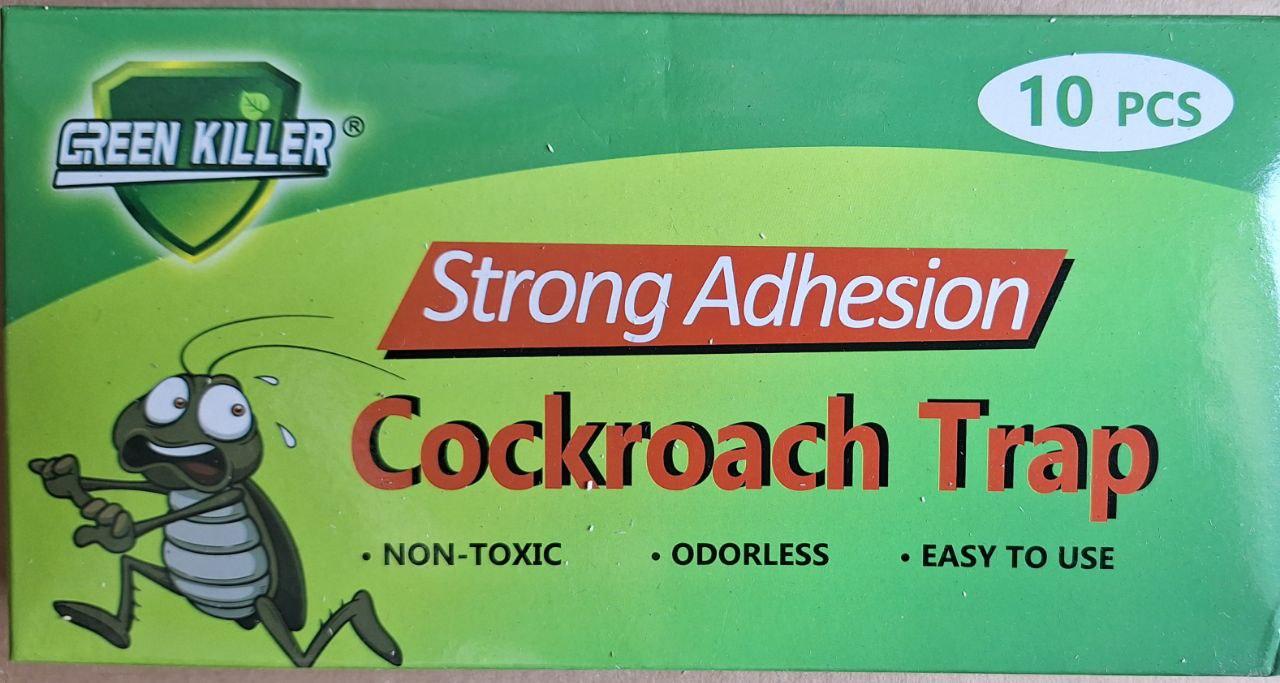 GREEN KILLER®
10 PCS
Strong Adhesion
Cockroach Trap
• NON-TOXIC • ODORLESS • EASY TO USE